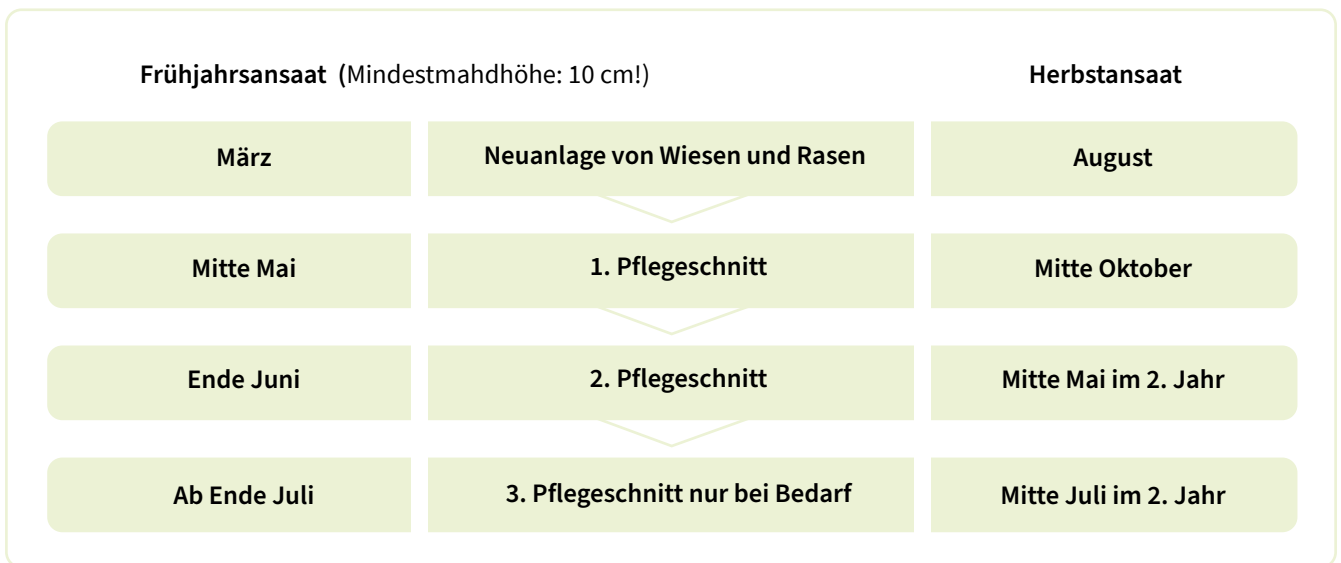 Frühjahrsansaat (Mindestmahdhöhe: 10 cm!) Herbstansaat
März Neuanlage von Wiesen und Rasen August
Mitte Mai 1. Pflegeschnitt Mitte Oktober
Ende Juni 2. Pflegeschnitt Mitte Mai im 2. Jahr
Ab Ende Juli 3. Pflegeschnitt nur bei Bedarf Mitte Juli im 2. Jahr